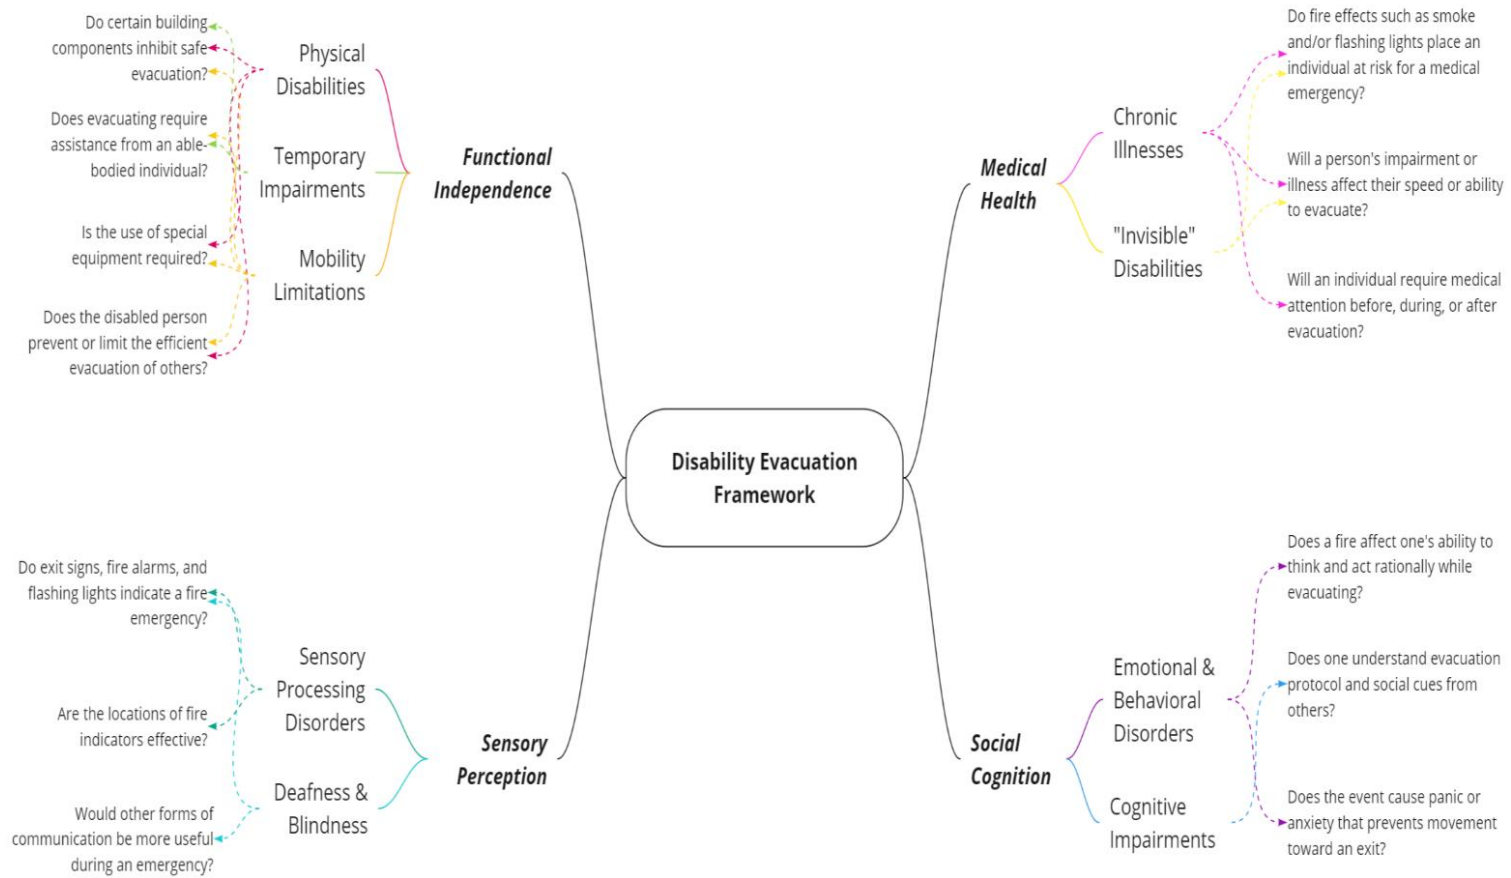 Do certain building
components inhibit safe
evacuation?
Does evacuating require
assistance from an able-
bodied individual?
Is the use of special
equipment required?
Does the disabled person
prevent or limit the efficient
evacuation of others?
Physical
Disabilities
Temporary
Impairments
Mobility
Limitations
Functional
Independence
Medical
Health
Chronic
Illnesses
"Invisible"
Disabilities
Do fire effects such as smoke
and/or flashing lights place an
individual at risk for a medical
emergency?
Will a person's impairment or
illness affect their speed or ability
to evacuate?
Will an individual require medical
attention before, during, or after
evacuation?
Disability Evacuation
Framework
Do exit signs, fire alarms, and
flashing lights indicate a fire
emergency?
Are the locations of fire
indicators effective?
Would other forms of
communication be more useful
during an emergency?
Sensory
Processing
Disorders
Deafness &
Blindness
Sensory
Perception
Social
Cognition
Emotional &
Behavioral
Disorders
Cognitive
Impairments
Does a fire affect one's ability to
think and act rationally while
evacuating?
Does one understand evacuation
protocol and social cues from
others?
Does the event cause panic or
anxiety that prevents movement
toward an exit?